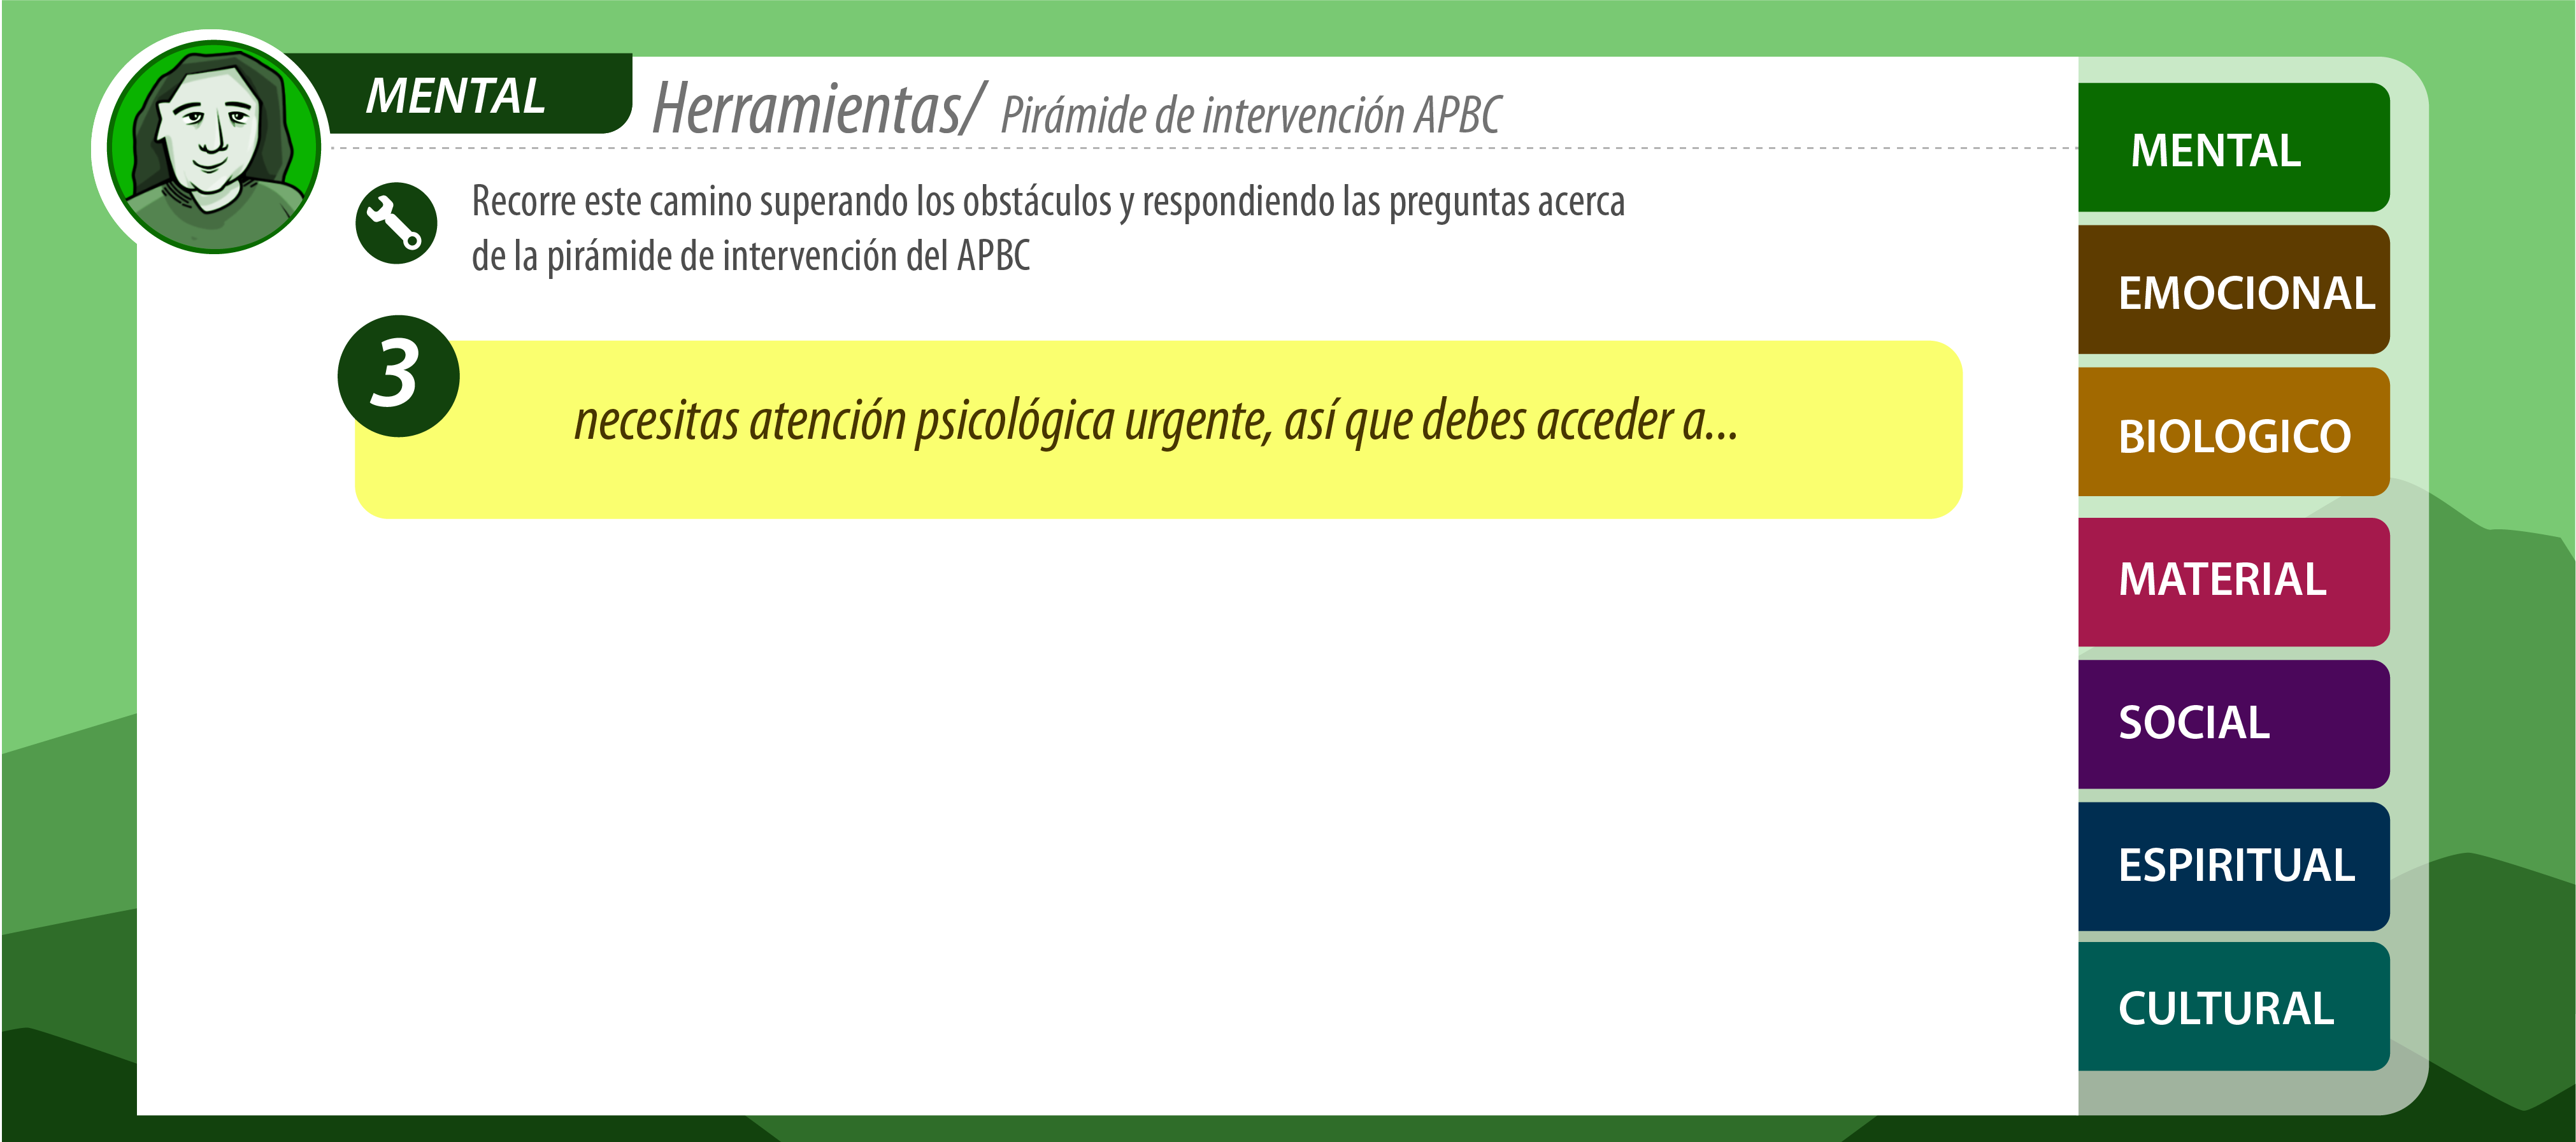 MENTAL
Herramientas/ Pirámide de intervención APBC
Recorre este camino superando los obstáculos y respondiendo las preguntas acerca
de la pirámide de intervención del APBC
3
necesitas atención psicológica urgente, así que debes acceder a...
MENTAL
EMOCIONAL
BIOLOGICO
MATERIAL
SOCIAL
ESPIRITUAL
CULTURAL